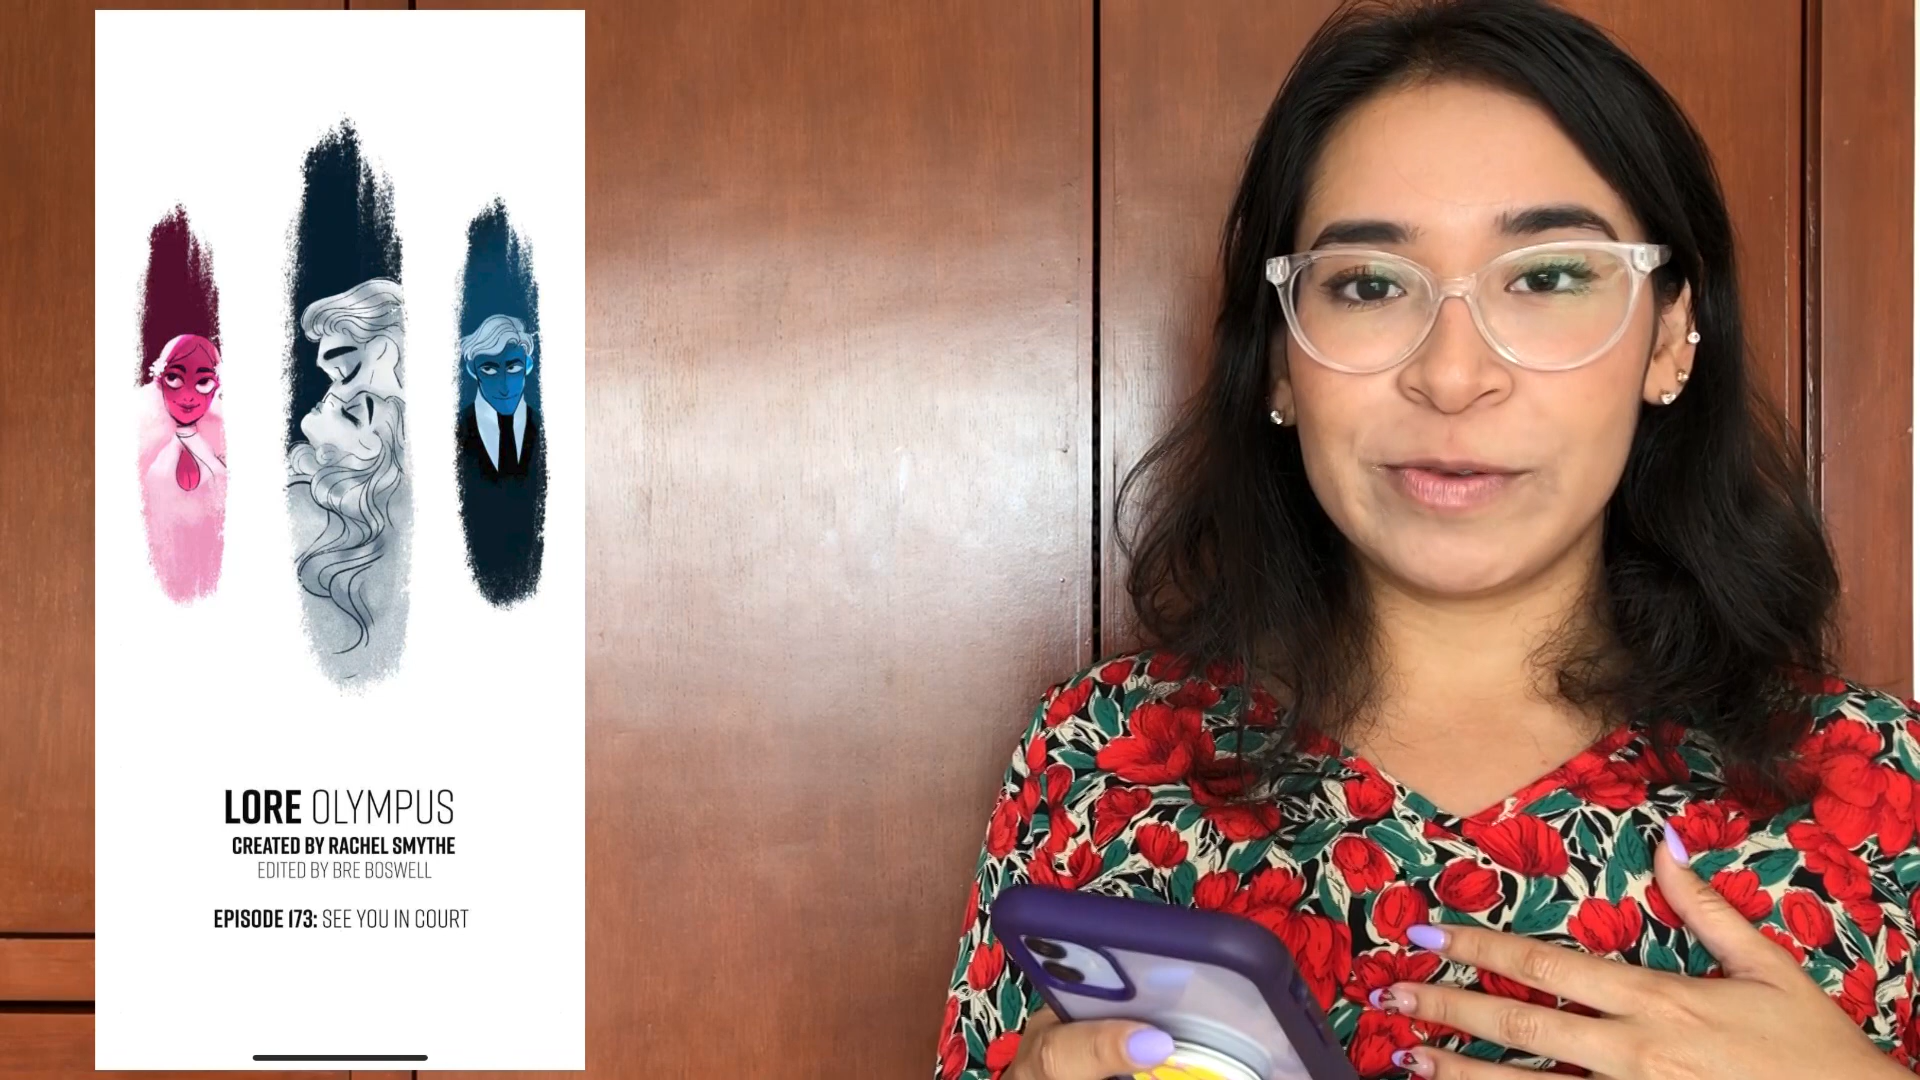 LORE OLYMPUS
CREATED BY RACHEL SMYTHE
EDITED BY BRE BOSWELL
EPISODE 173: SEE YOU IN COURT